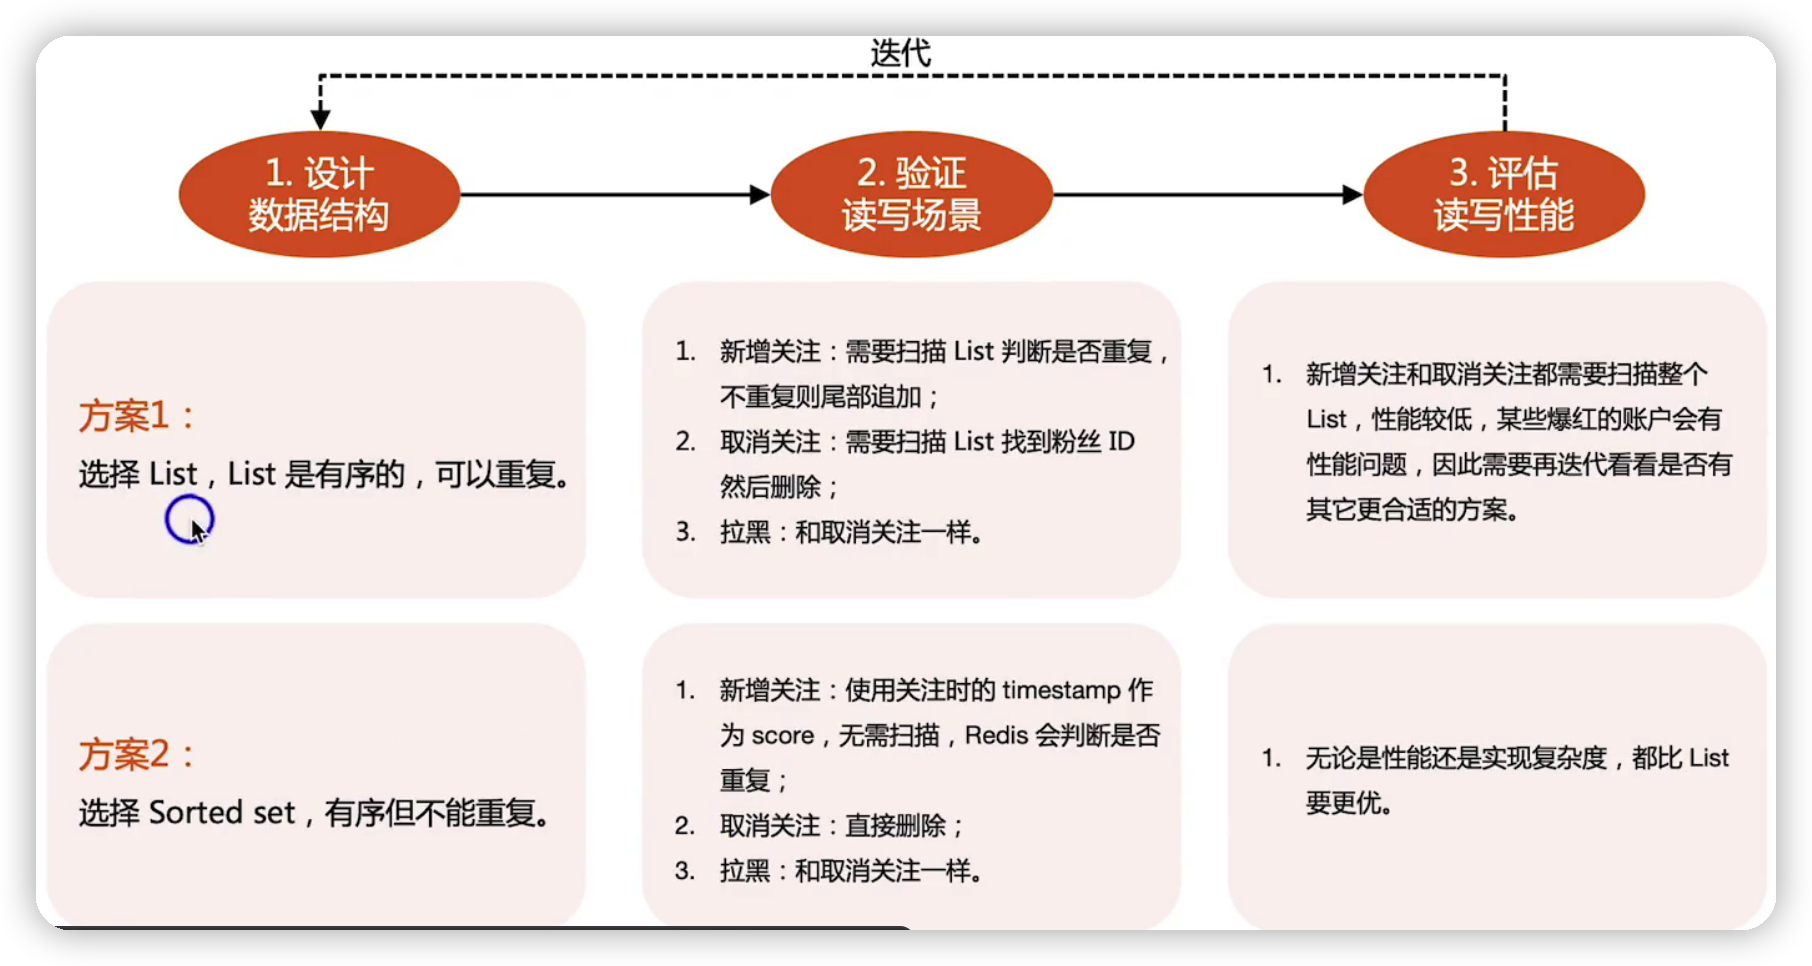 迭代
1. 设计
数据结构
2. 验证
读写场景
3. 评估
读写性能
方案1：
选择 List，List 是有序的，可以重复。
1. 新增关注：需要扫描 List 判断是否重复，
不重复则尾部追加；
2. 取消关注：需要扫描 List 找到粉丝 ID
然后删除；
3. 拉黑：和取消关注一样。
1. 新增关注和取消关注都需要扫描整个
List，性能较低，某些爆红的账户会有
性能问题，因此需要再迭代看看是否有
其它更合适的方案。
方案2：
选择 Sorted set，有序但不能重复。
1. 新增关注：使用关注时的 timestamp 作
为 score，无需扫描，Redis 会判断是否
重复；
2. 取消关注：直接删除；
3. 拉黑：和取消关注一样。
1. 无论是性能还是实现复杂度，都比 List
要更优。